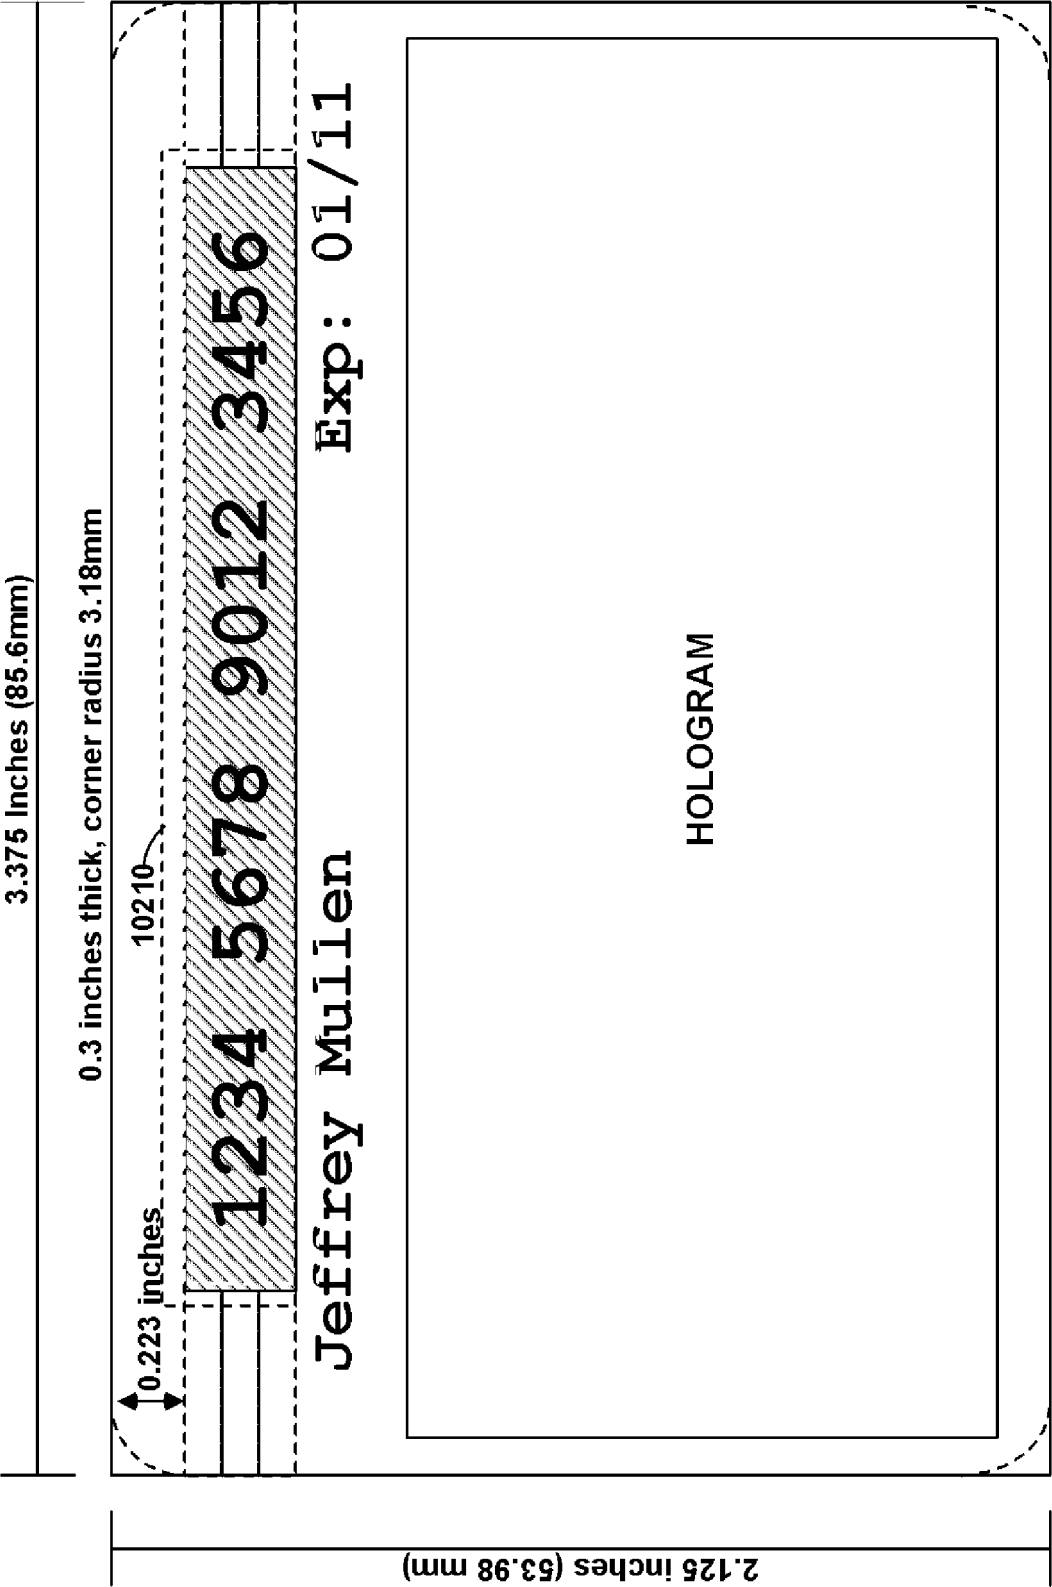 3.375 Inches (85.6mm)
0.3 inches thick, corner radius 3.18mm
10210
0.223 inches
1234 5678 9012 3456
Jeffrey Mullen Exp: 01/11
HOLOGRAM
2.125 inches (53.98 mm)